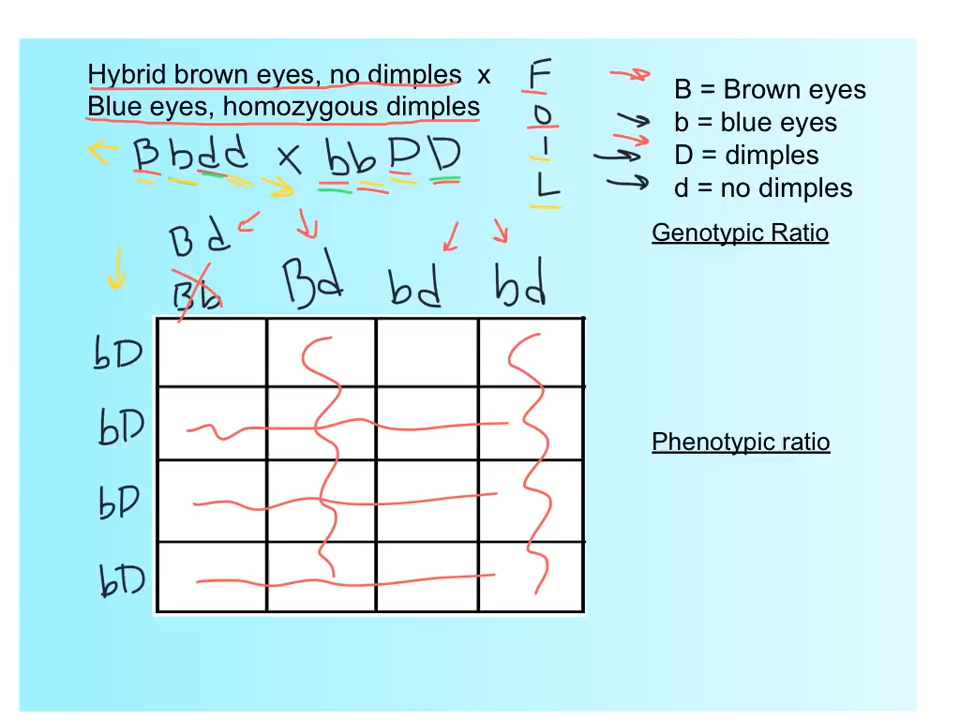 Hybrid brown eyes, no dimples x
Blue eyes, homozygous dimples
Bbdd x bbDD
F
O
I
L
B = Brown eyes
b = blue eyes
D = dimples
d = no dimples
Genotypic Ratio
Bd
Bb Bd bd bd
bD
bD
bD
bD
Phenotypic ratio